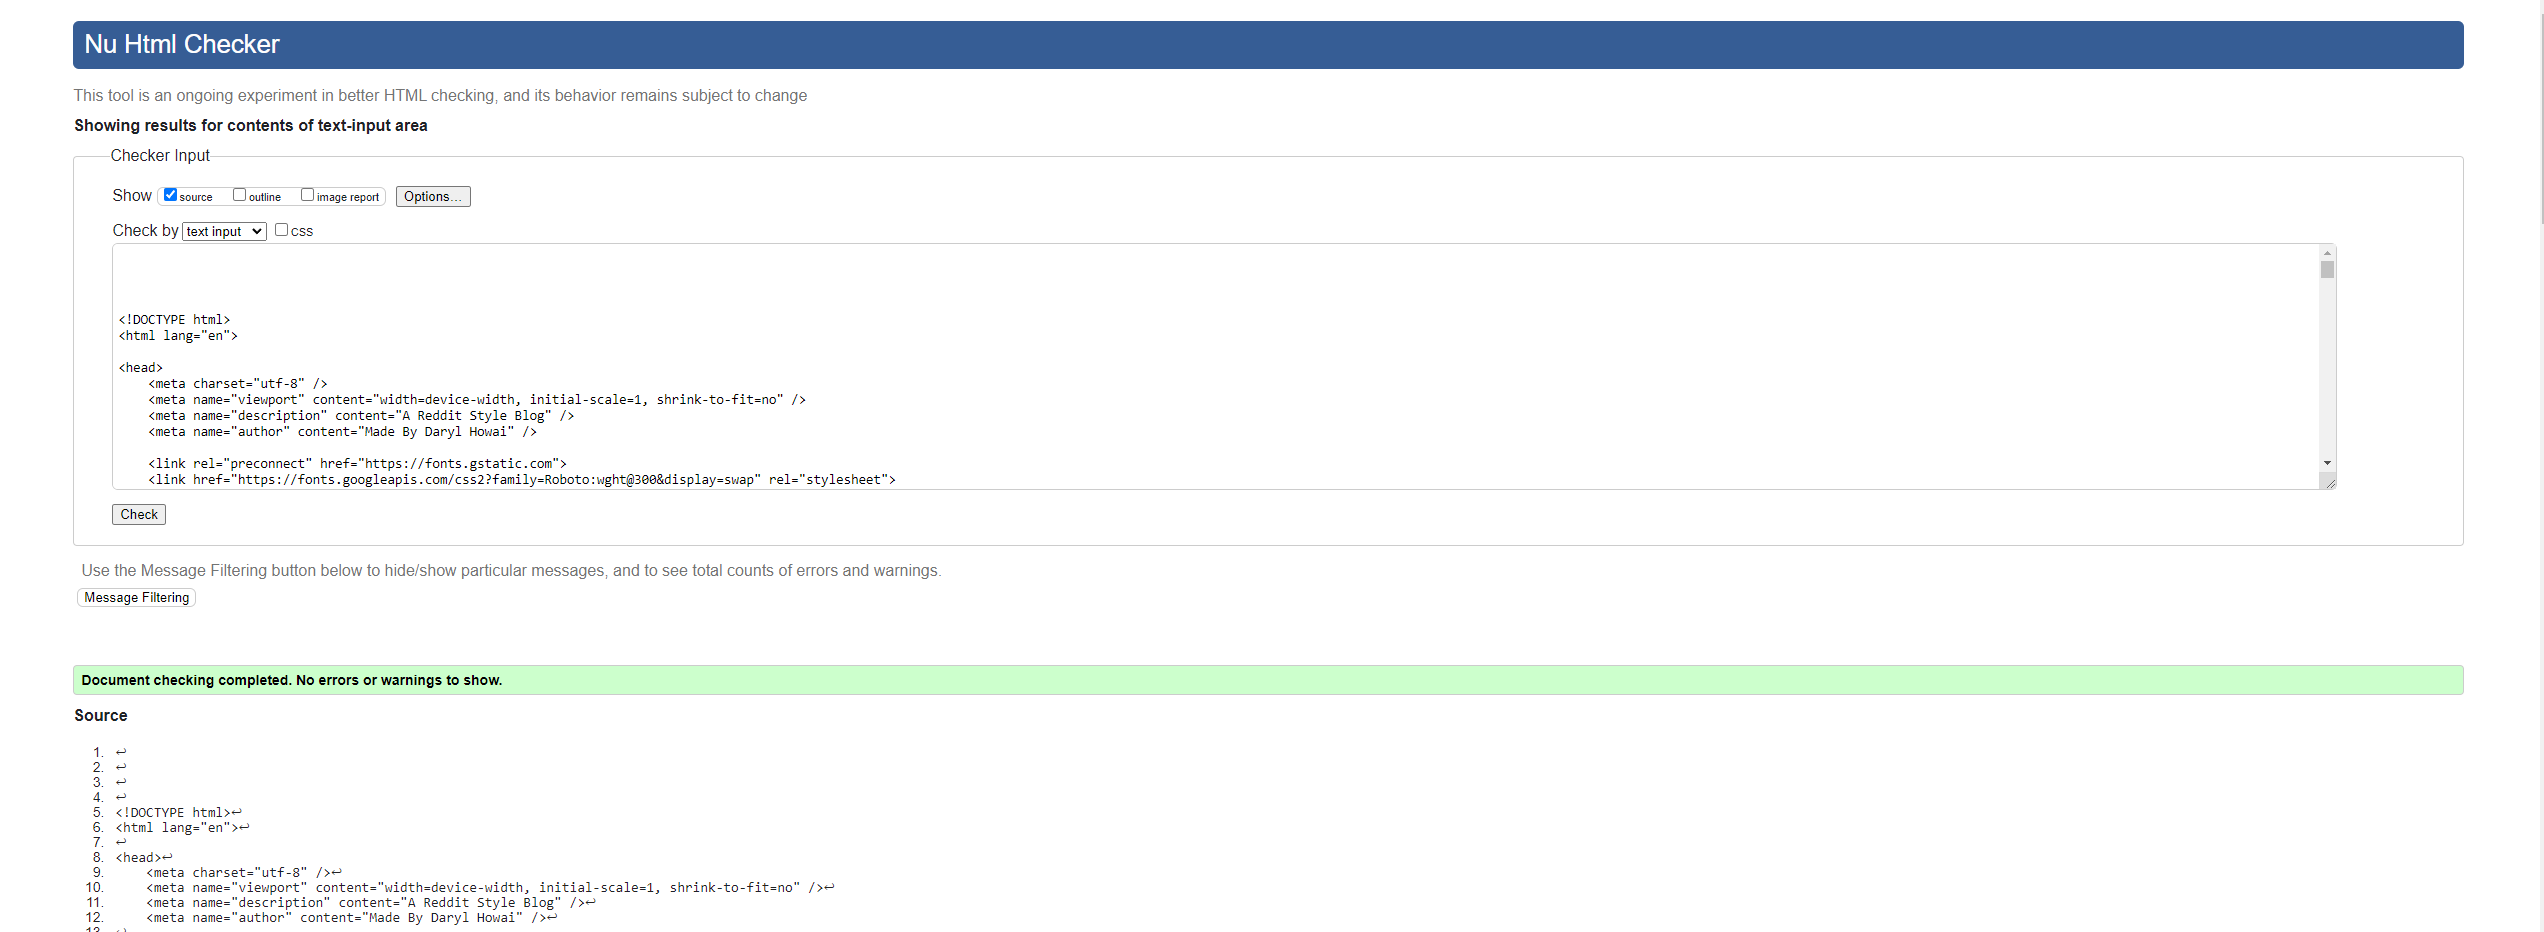 Nu Html Checker
This tool is an ongoing experiment in better HTML checking, and its behavior remains subject to change
Showing results for contents of text-input area
Checker Input
Show source outline image report Options...
Check by text input css
<!DOCTYPE html>
<html lang="en">
<head>
<meta charset="utf-8" />
<meta name="viewport" content="width=device-width, initial-scale=1, shrink-to-fit=no" />
<meta name="description" content="A Reddit Style Blog" />
<meta name="author" content="Made By Daryl Howai" />
<link rel="preconnect" href="https://fonts.gstatic.com">
<link href="https://fonts.googleapis.com/css2?family=Roboto:wght@300&display=swap" rel="stylesheet">
Check
Use the Message Filtering button below to hide/show particular messages, and to see total counts of errors and warnings.
Message Filtering
Document checking completed. No errors or warnings to show.
Source
1. ↩
2. ↩
3. ↩
4. ↩
5. <!DOCTYPE html>↩
6. <html lang="en">↩
7. ↩
8. <head>↩
9. <meta charset="utf-8" />↩
10. <meta name="viewport" content="width=device-width, initial-scale=1, shrink-to-fit=no" />↩
11. <meta name="description" content="A Reddit Style Blog" />↩
12. <meta name="author" content="Made By Daryl Howai" />↩
13. ↩